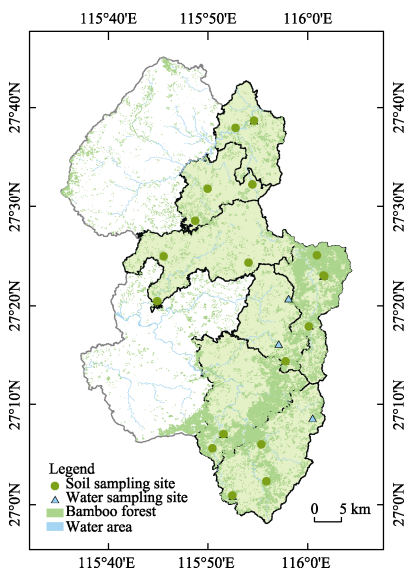 115°40'E 115°50'E 116°0'E
27°40'N 27°40'N
27°30'N 27°30'N
27°20'N 27°20'N
27°10'N 27°10'N
27°0'N 27°0'N
Legend
Soil sampling site
Water sampling site
Bamboo forest
Water area
0 5 km
115°40'E 115°50'E 116°0'E